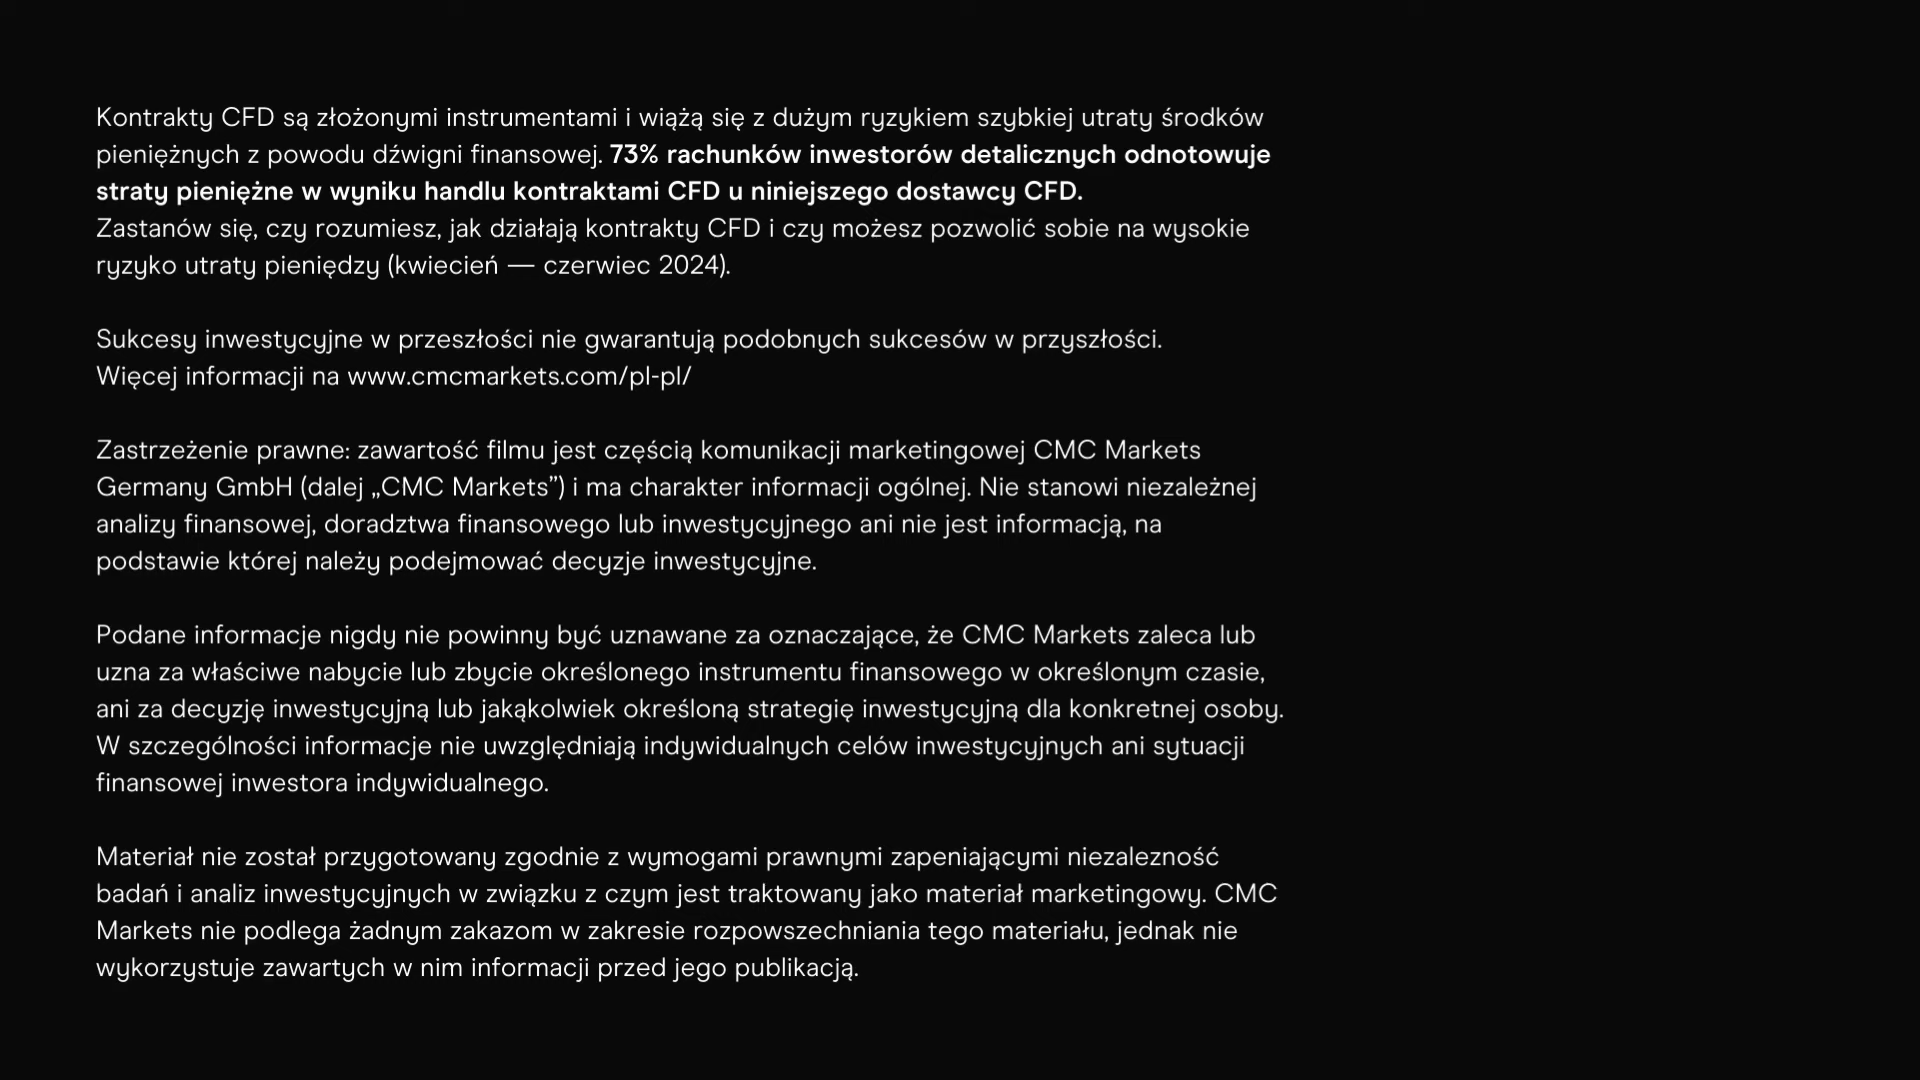 Kontrakty CFD są złożonymi instrumentami i wiążą się z dużym ryzykiem szybkiej utraty środków
pieniężnych z powodu dźwigni finansowej. 73% rachunków inwestorów detalicznych odnotowuje
straty pieniężne w wyniku handlu kontraktami CFD u niniejszego dostawcy CFD.
Zastanów się, czy rozumiesz, jak działają kontrakty CFD i czy możesz pozwolić sobie na wysokie
ryzyko utraty pieniędzy (kwiecień — czerwiec 2024).
Sukcesy inwestycyjne w przeszłości nie gwarantują podobnych sukcesów w przyszłości.
Więcej informacji na www.cmcmarkets.com/pl-pl/
Zastrzeżenie prawne: zawartość filmu jest częścią komunikacji marketingowej CMC Markets
Germany GmbH (dalej „CMC Markets”) i ma charakter informacji ogólnej. Nie stanowi niezależnej
analizy finansowej, doradztwa finansowego lub inwestycyjnego ani nie jest informacją, na
podstawie której należy podejmować decyzje inwestycyjne.
Podane informacje nigdy nie powinny być uznawane za oznaczające, że CMC Markets zaleca lub
uzna za właściwe nabycie lub zbycie określonego instrumentu finansowego w określonym czasie,
ani za decyzję inwestycyjną lub jakąkolwiek określoną strategię inwestycyjną dla konkretnej osoby.
W szczególności informacje nie uwzględniają indywidualnych celów inwestycyjnych ani sytuacji
finansowej inwestora indywidualnego.
Materiał nie został przygotowany zgodnie z wymogami prawnymi zapeniającymi niezalezność
badań i analiz inwestycyjnych w związku z czym jest traktowany jako materiał marketingowy. CMC
Markets nie podlega żadnym zakazom w zakresie rozpowszechniania tego materiału, jednak nie
wykorzystuje zawartych w nim informacji przed jego publikacją.